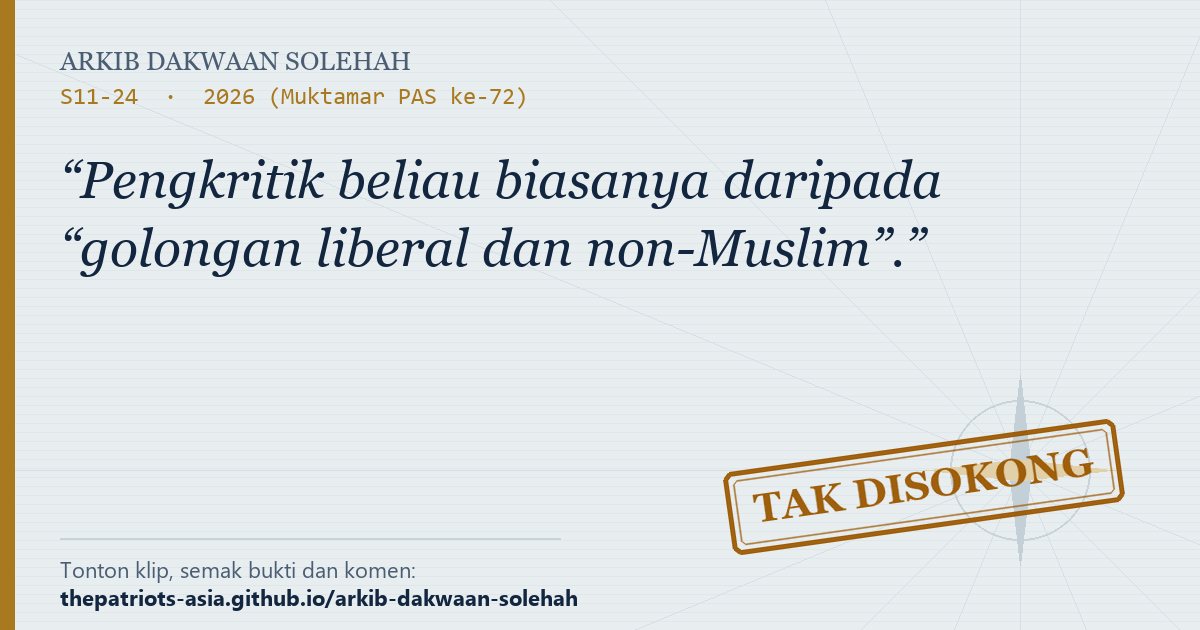 ARKIB DAKWAAN SOLEHAH
S11-24 · 2026 (Muktamar PAS ke-72)
“Pengkritik beliau biasanya daripada
“golongan liberal dan non-Muslim”.”
TAK DISOKONG
Tonton klip, semak bukti dan komen:
thepatriots-asia.github.io/arkib-dakwaan-solehah